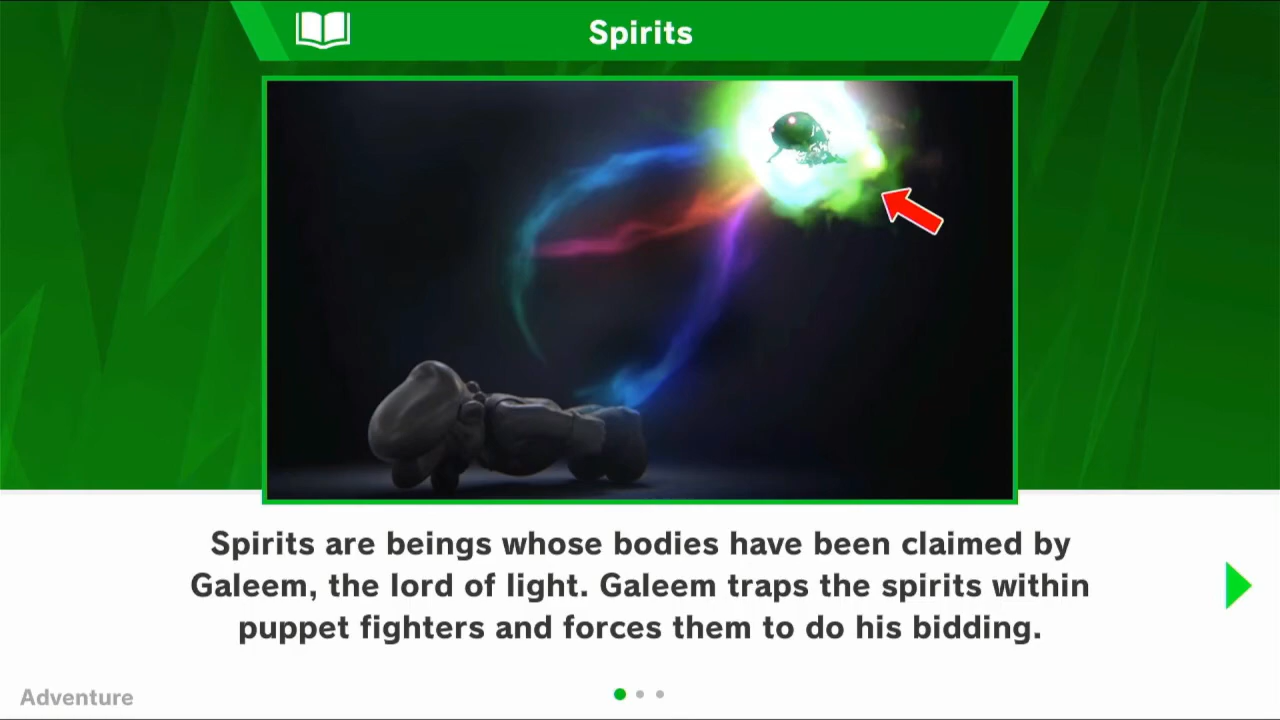 Spirits
Spirits are beings whose bodies have been claimed by
Galeem, the lord of light. Galeem traps the spirits within
puppet fighters and forces them to do his bidding.
Adventure